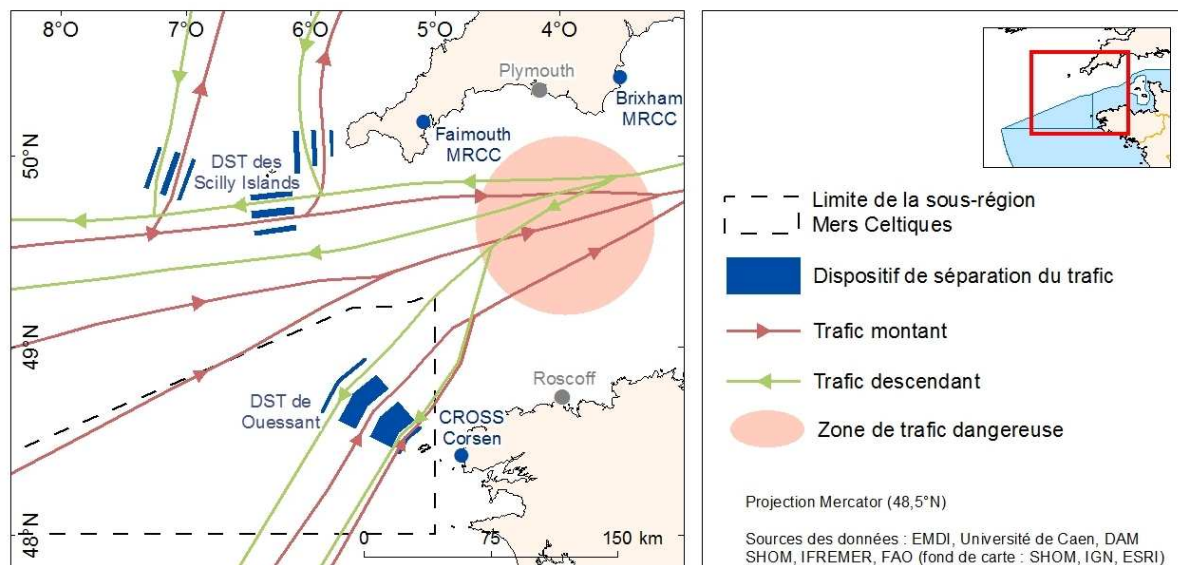 8°O 7°O 6°O 5°O 4°O
Plymouth
Brixham
MRCC
Faimouth
MRCC
50°N
DST des
Scilly Islands
49°N
DST de
Ouessant
Roscoff
CROSS
Corsen
48°N
0 75 150 km
Limite de la sous-région
Mers Celtiques
Dispositif de séparation du trafic
Trafic montant
Trafic descendant
Zone de trafic dangereuse
Projection Mercator (48,5°N)
Sources des données : EMDI, Université de Caen, DAM
SHOM, IFREMER, FAO (fond de carte : SHOM, IGN, ESRI)